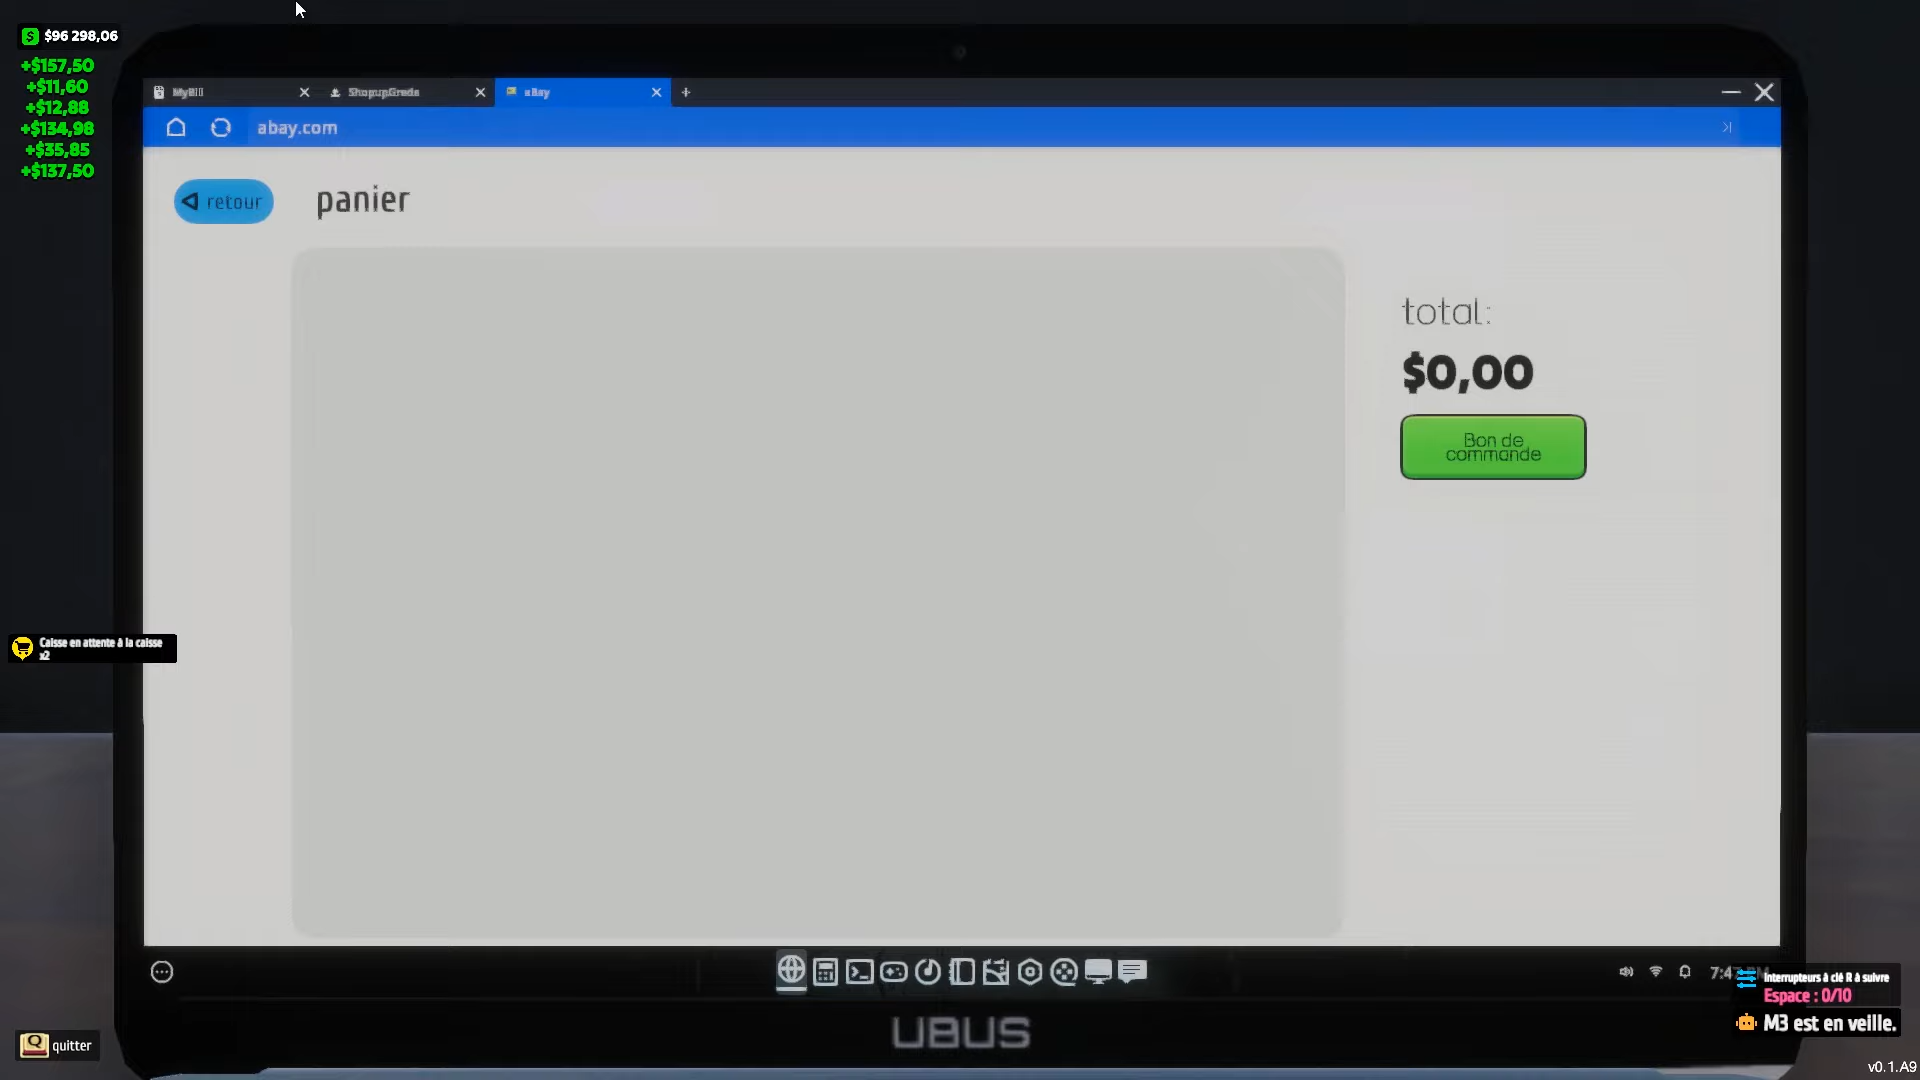 $96 298,06
+$157,50
+$11,60
+$12,88
+$134,98
+$35,85
+$137,50
MyBill
ShopupGrads
aBay
abay.com
retour
panier
total:
$0,00
Bon de
commande
Caisse en attente à la caisse
x2
Interrupteurs à clé R à suivre
Espace : 0/10
M3 est en veille.
UBUS
Q quitter
v0.1.A9